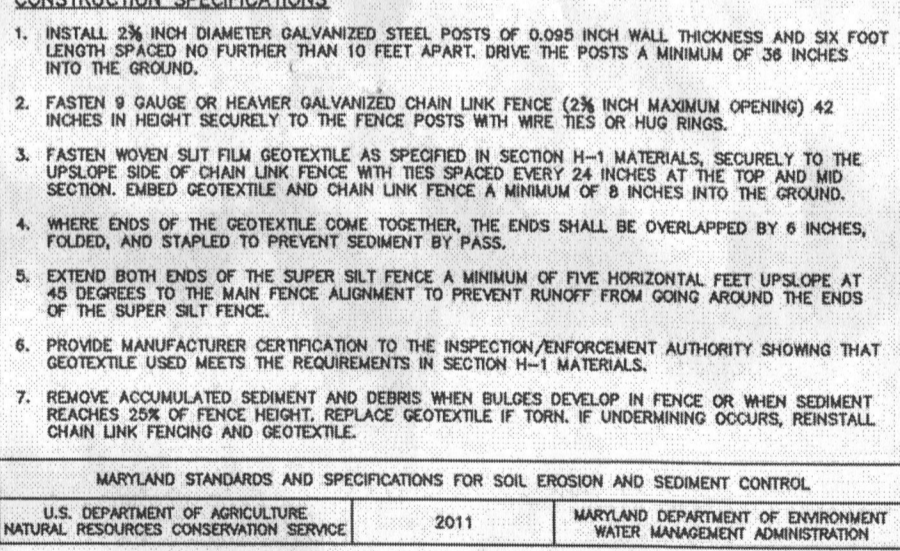 CONSTRUCTION SPECIFICATIONS
1. INSTALL 2⅜ INCH DIAMETER GALVANIZED STEEL POSTS OF 0.095 INCH WALL THICKNESS AND SIX FOOT
LENGTH SPACED NO FURTHER THAN 10 FEET APART. DRIVE THE POSTS A MINIMUM OF 36 INCHES
INTO THE GROUND.
2. FASTEN 9 GAUGE OR HEAVIER GALVANIZED CHAIN LINK FENCE (2⅜ INCH MAXIMUM OPENING) 42
INCHES IN HEIGHT SECURELY TO THE FENCE POSTS WITH WIRE TIES OR HUG RINGS.
3. FASTEN WOVEN SLIT FILM GEOTEXTILE AS SPECIFIED IN SECTION H-1 MATERIALS, SECURELY TO THE
UPSLOPE SIDE OF CHAIN LINK FENCE WITH TIES SPACED EVERY 24 INCHES AT THE TOP AND MID
SECTION. EMBED GEOTEXTILE AND CHAIN LINK FENCE A MINIMUM OF 8 INCHES INTO THE GROUND.
4. WHERE ENDS OF THE GEOTEXTILE COME TOGETHER, THE ENDS SHALL BE OVERLAPPED BY 6 INCHES,
FOLDED, AND STAPLED TO PREVENT SEDIMENT BY PASS.
5. EXTEND BOTH ENDS OF THE SUPER SILT FENCE A MINIMUM OF FIVE HORIZONTAL FEET UPSLOPE AT
45 DEGREES TO THE MAIN FENCE ALIGNMENT TO PREVENT RUNOFF FROM GOING AROUND THE ENDS
OF THE SUPER SILT FENCE.
6. PROVIDE MANUFACTURER CERTIFICATION TO THE INSPECTION/ENFORCEMENT AUTHORITY SHOWING THAT
GEOTEXTILE USED MEETS THE REQUIREMENTS IN SECTION H-1 MATERIALS.
7. REMOVE ACCUMULATED SEDIMENT AND DEBRIS WHEN BULGES DEVELOP IN FENCE OR WHEN SEDIMENT
REACHES 25% OF FENCE HEIGHT. REPLACE GEOTEXTILE IF TORN. IF UNDERMINING OCCURS, REINSTALL
CHAIN LINK FENCING AND GEOTEXTILE.
MARYLAND STANDARDS AND SPECIFICATIONS FOR SOIL EROSION AND SEDIMENT CONTROL
U.S. DEPARTMENT OF AGRICULTURE
NATURAL RESOURCES CONSERVATION SERVICE
2011
MARYLAND DEPARTMENT OF ENVIRONMENT
WATER MANAGEMENT ADMINISTRATION